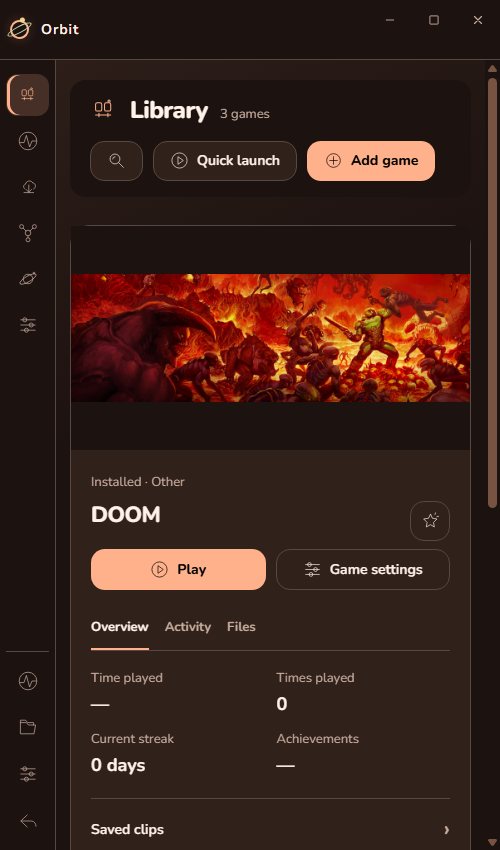 Orbit
Library 3 games
Quick launch
Add game
Installed · Other
DOOM
Play
Game settings
Overview Activity Files
Time played Times played
— 0
Current streak Achievements
0 days —
Saved clips ›